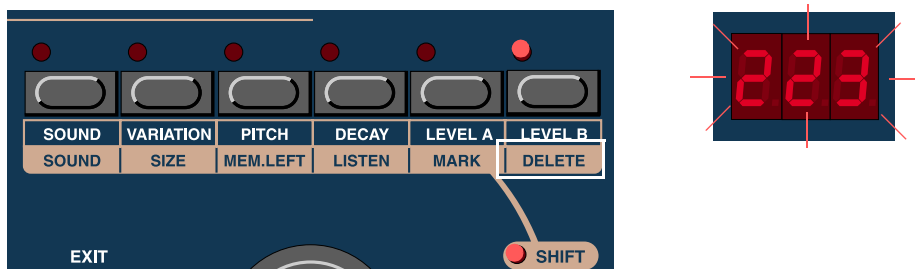 223
SOUND VARIATION PITCH DECAY LEVEL A LEVEL B
SOUND SIZE MEM.LEFT LISTEN MARK DELETE
EXIT SHIFT